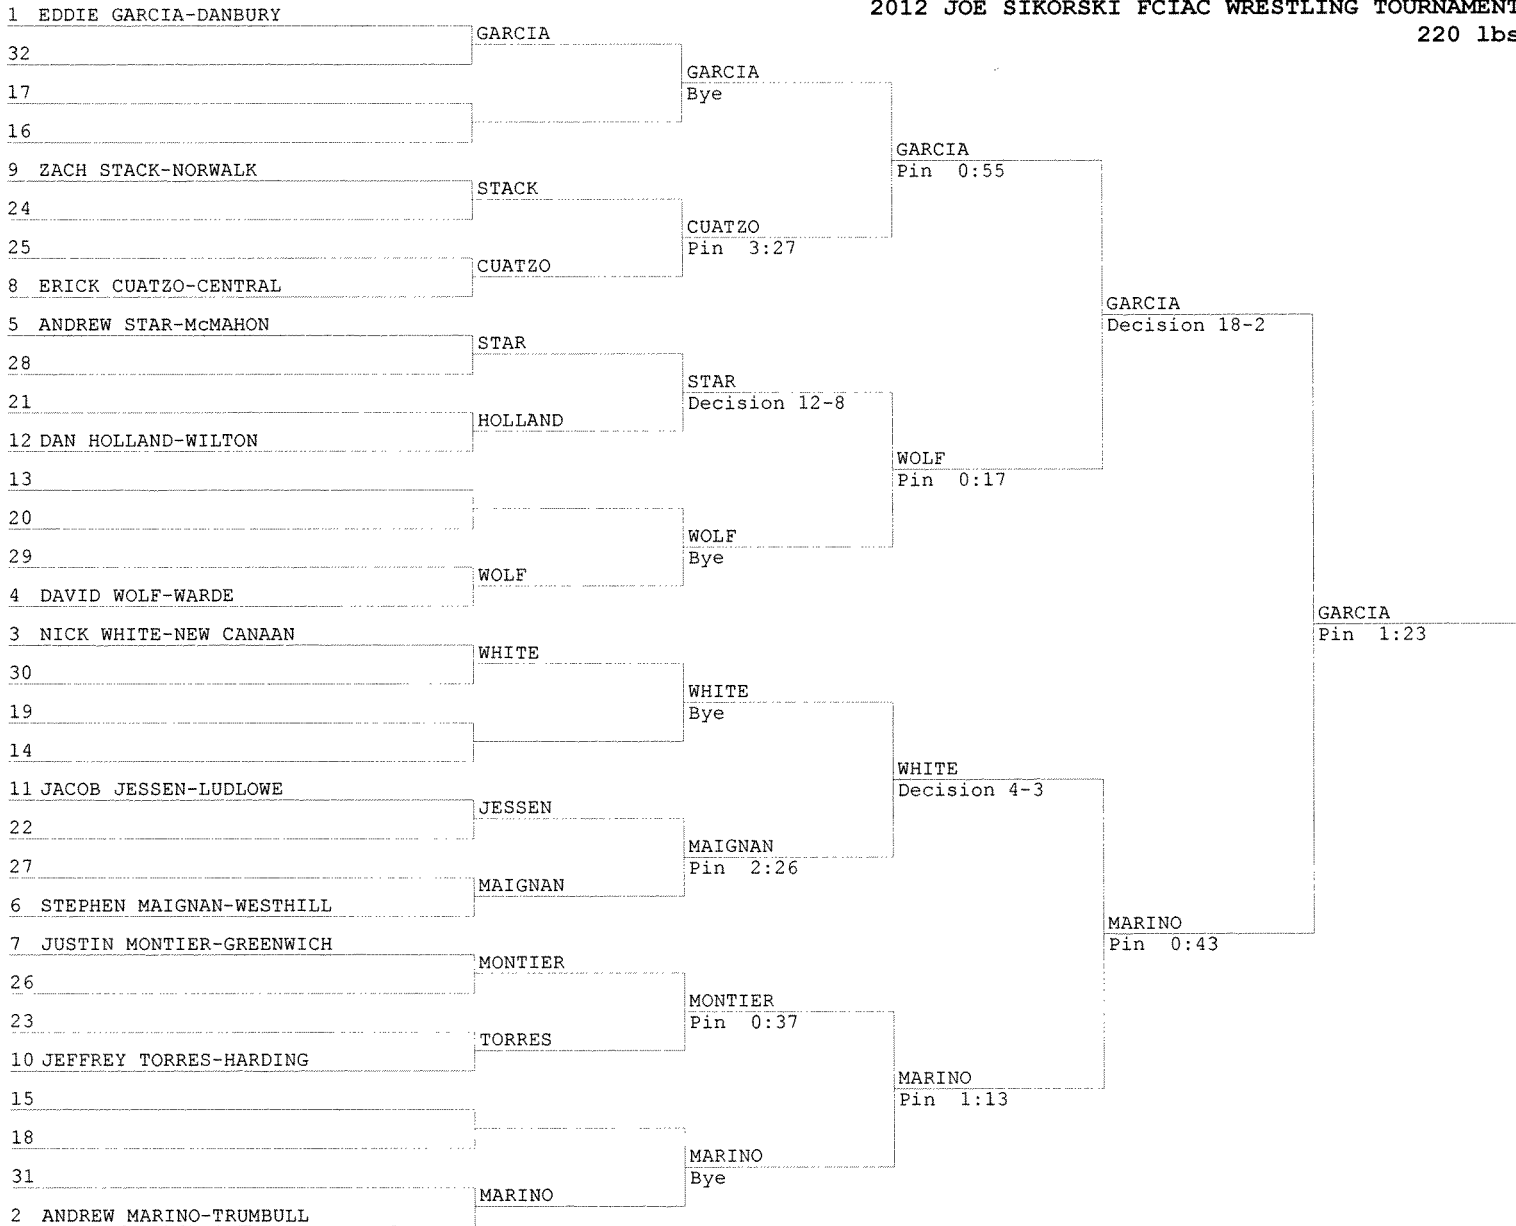 2012 JOE SIKORSKI FCIAC WRESTLING TOURNAMENT
220 lbs
1 EDDIE GARCIA-DANBURY
GARCIA
32
GARCIA
Bye
17
16
GARCIA
Pin 0:55
9 ZACH STACK-NORWALK
STACK
24
CUATZO
Pin 3:27
25
CUATZO
8 ERICK CUATZO-CENTRAL
GARCIA
Decision 18-2
5 ANDREW STAR-McMAHON
STAR
28
STAR
Decision 12-8
21
HOLLAND
12 DAN HOLLAND-WILTON
WOLF
Pin 0:17
13
20
WOLF
Bye
29
WOLF
4 DAVID WOLF-WARDE
GARCIA
Pin 1:23
3 NICK WHITE-NEW CANAAN
WHITE
30
WHITE
Bye
19
14
WHITE
Decision 4-3
11 JACOB JESSEN-LUDLOWE
JESSEN
22
MAIGNAN
Pin 2:26
27
MAIGNAN
6 STEPHEN MAIGNAN-WESTHILL
MARINO
Pin 0:43
7 JUSTIN MONTIER-GREENWICH
MONTIER
26
MONTIER
Pin 0:37
23
TORRES
10 JEFFREY TORRES-HARDING
MARINO
Pin 1:13
15
18
MARINO
Bye
31
MARINO
2 ANDREW MARINO-TRUMBULL